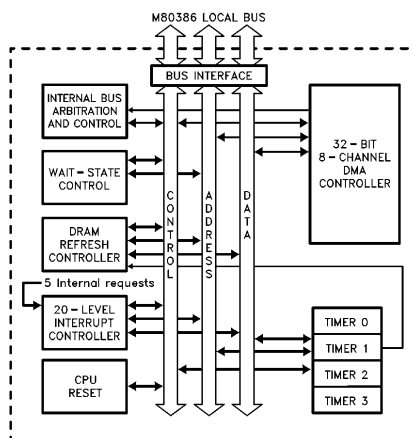 M80386 LOCAL BUS
BUS INTERFACE
INTERNAL BUS
ARBITRATION
AND CONTROL
WAIT-STATE
CONTROL
DRAM
REFRESH
CONTROLLER
5 Internal requests
20-LEVEL
INTERRUPT
CONTROLLER
CPU
RESET
CONTROL
ADDRESS
DATA
32-BIT
8-CHANNEL
DMA
CONTROLLER
TIMER 0
TIMER 1
TIMER 2
TIMER 3